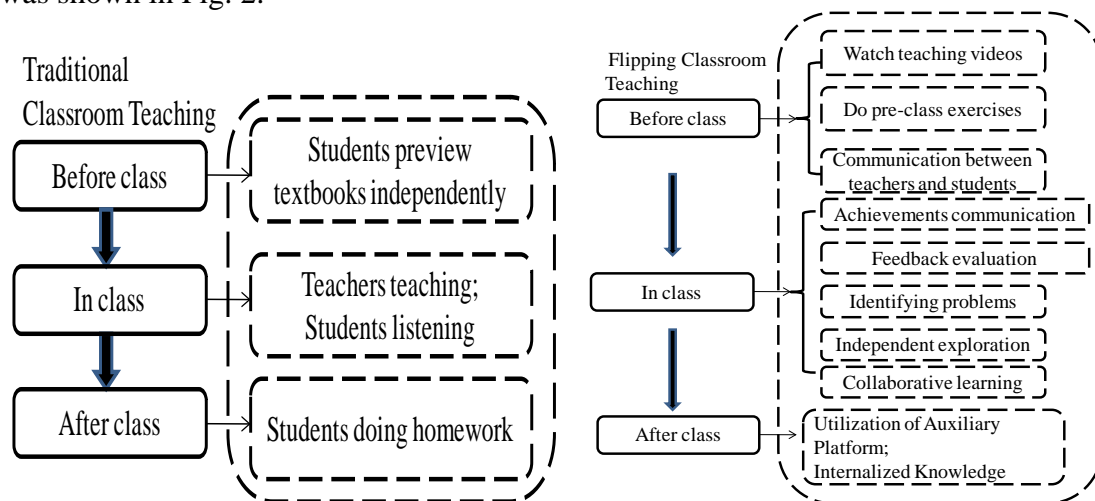 was shown in Fig. 2.
Traditional
Classroom Teaching
Before class
Students preview
textbooks independently
In class
Teachers teaching;
Students listening
After class
Students doing homework
Flipping Classroom
Teaching
Before class
Watch teaching videos
Do pre-class exercises
Communication between
teachers and students
In class
Achievements communication
Feedback evaluation
Identifying problems
Independent exploration
Collaborative learning
After class
Utilization of Auxiliary
Platform;
Internalized Knowledge